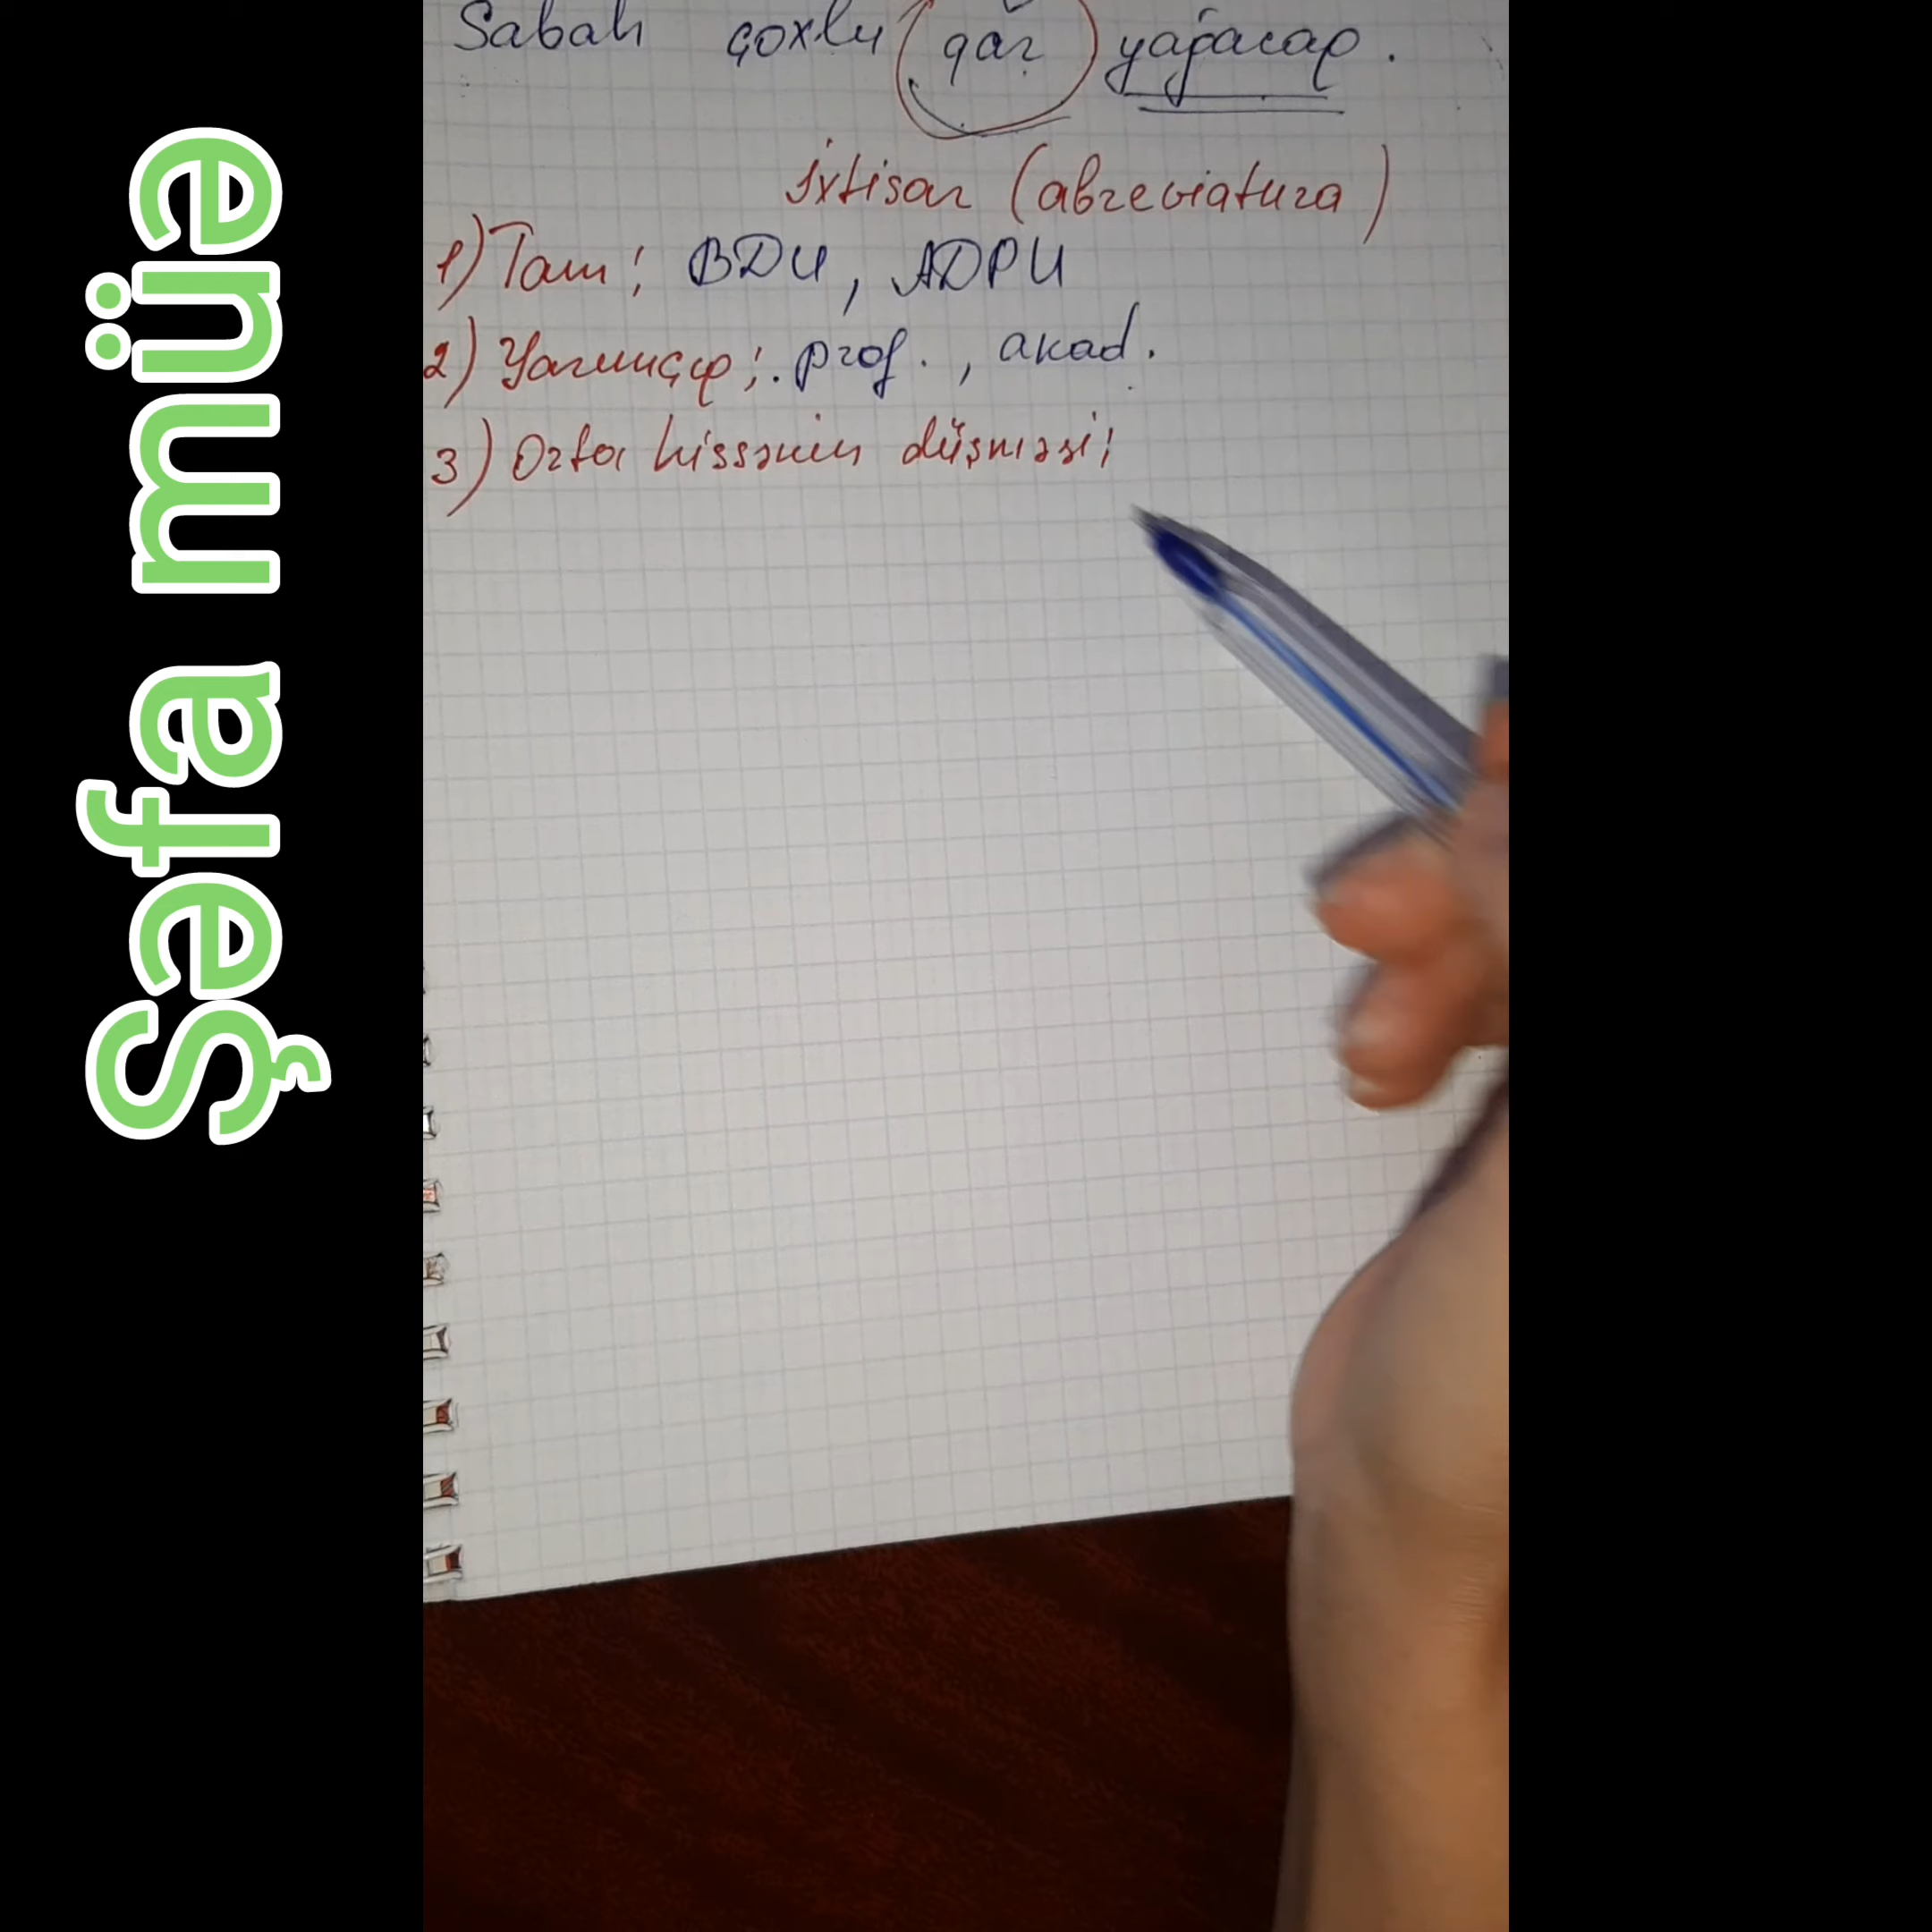 Sabah çoxlu qar yağacaq.
İxtisar (abreviatura)
1) Tam: BDU, ADPU
2) Yarımçıq: prof., akad.
3) Orta hissənin düşməsi:
Şəfa müə